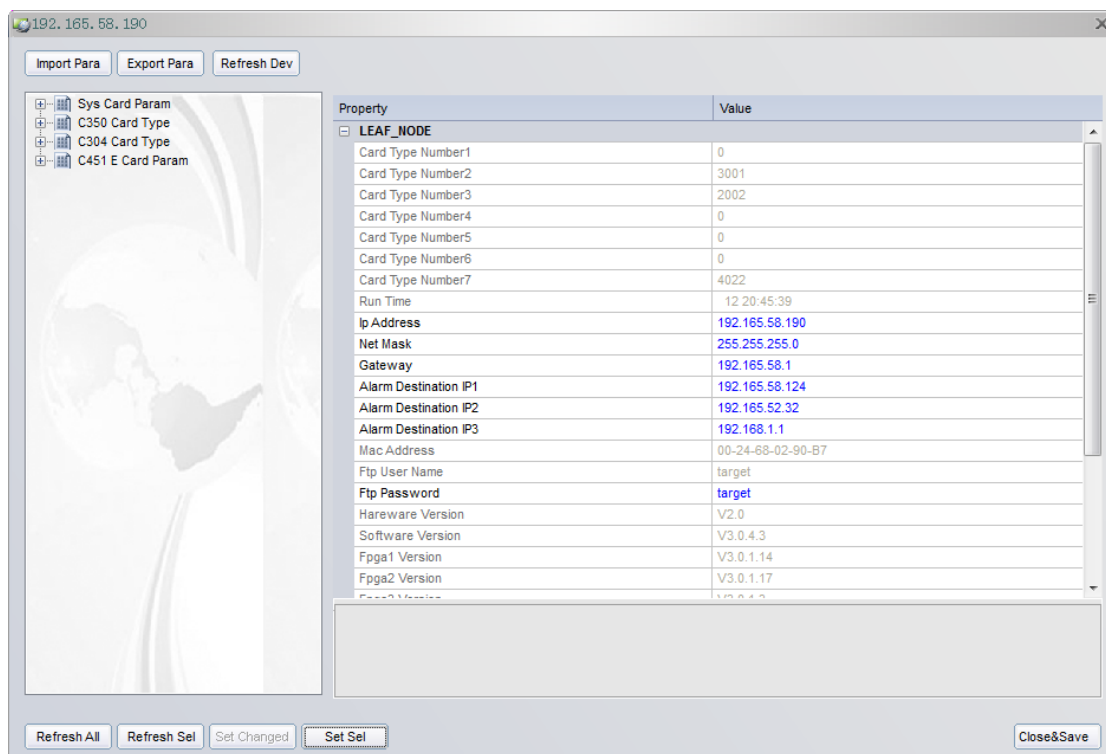 192.165.58.190
Import Para Export Para Refresh Dev
Sys Card Param
C350 Card Type
C304 Card Type
C451 E Card Param
Property Value
LEAF_NODE
Card Type Number1 0
Card Type Number2 3001
Card Type Number3 2002
Card Type Number4 0
Card Type Number5 0
Card Type Number6 0
Card Type Number7 4022
Run Time 12 20:45:39
Ip Address 192.165.58.190
Net Mask 255.255.255.0
Gateway 192.165.58.1
Alarm Destination IP1 192.165.58.124
Alarm Destination IP2 192.165.52.32
Alarm Destination IP3 192.168.1.1
Mac Address 00-24-68-02-90-B7
Ftp User Name target
Ftp Password target
Hareware Version V2.0
Software Version V3.0.4.3
Fpga1 Version V3.0.1.14
Fpga2 Version V3.0.1.17
Refresh All Refresh Sel Set Changed Set Sel Close&Save